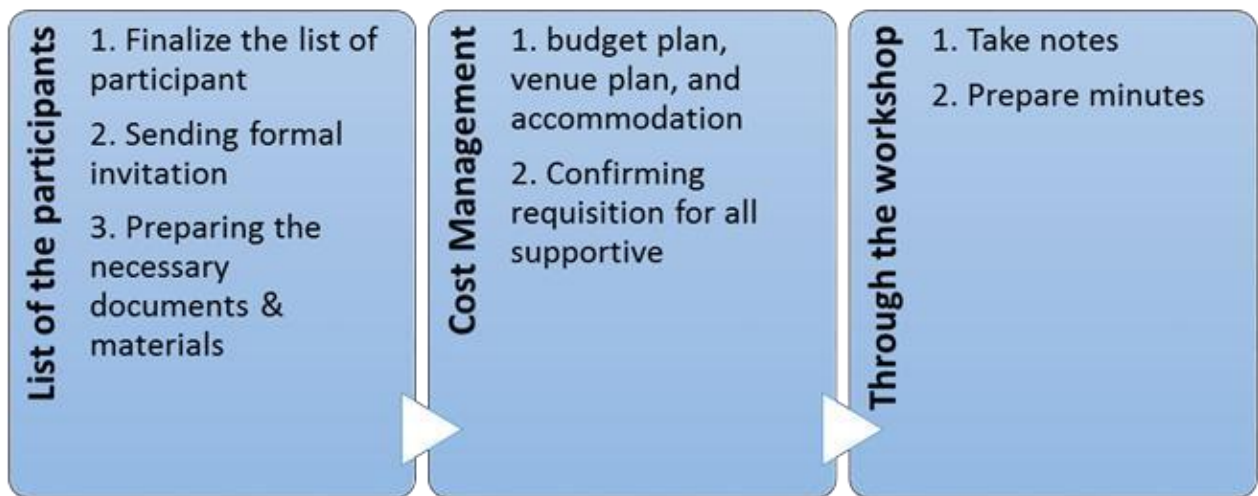 List of the participants
1. Finalize the list of
participant
2. Sending formal
invitation
3. Preparing the
necessary
documents &
materials
Cost Management
1. budget plan,
venue plan, and
accommodation
2. Confirming
requisition for all
supportive
Through the workshop
1. Take notes
2. Prepare minutes